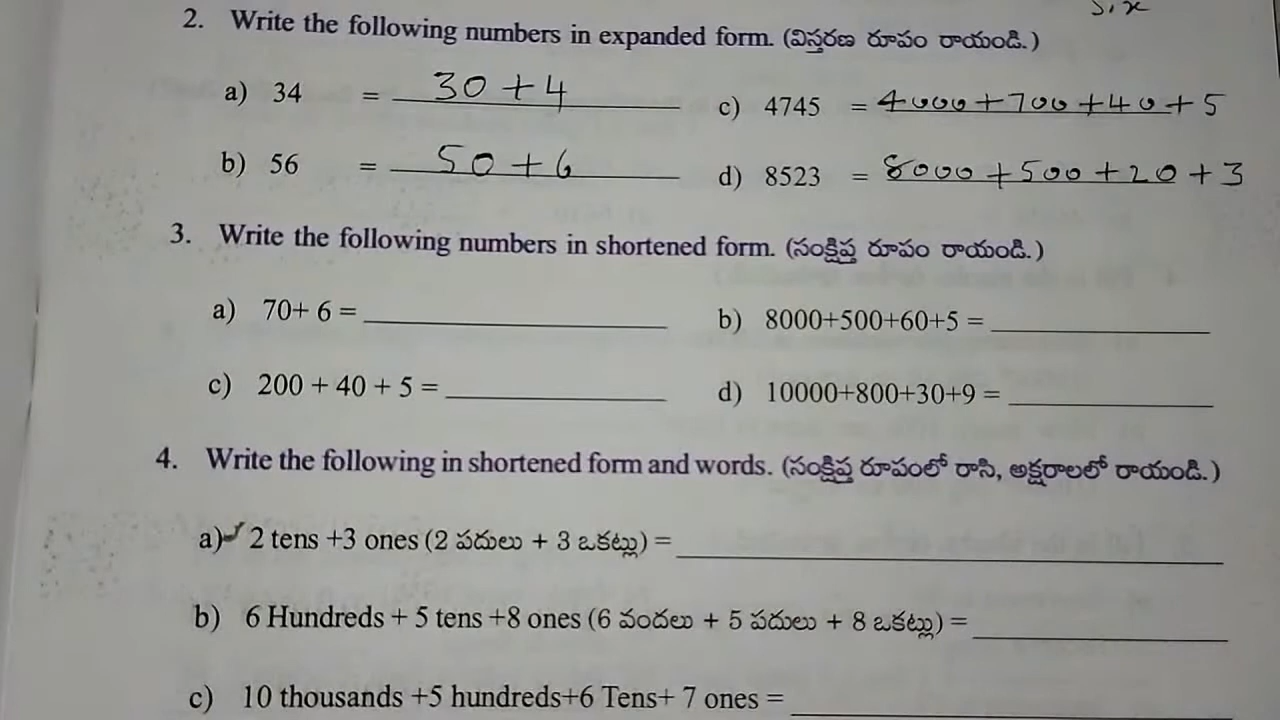 six
2. Write the following numbers in expanded form. (విస్తరణ రూపం రాయండి.)
a) 34 = 30 + 4
c) 4745 = 4000 + 700 + 40 + 5
b) 56 = 50 + 6
d) 8523 = 8000 + 500 + 20 + 3
3. Write the following numbers in shortened form. (సంక్షిప్త రూపం రాయండి.)
a) 70+ 6 =
b) 8000+500+60+5 =
c) 200 + 40 + 5 =
d) 10000+800+30+9 =
4. Write the following in shortened form and words. (సంక్షిప్త రూపంలో రాసి, అక్షరాలలో రాయండి.)
a) 2 tens +3 ones (2 పదులు + 3 ఒకట్లు) =
b) 6 Hundreds + 5 tens +8 ones (6 వందలు + 5 పదులు + 8 ఒకట్లు) =
c) 10 thousands +5 hundreds+6 Tens+ 7 ones =